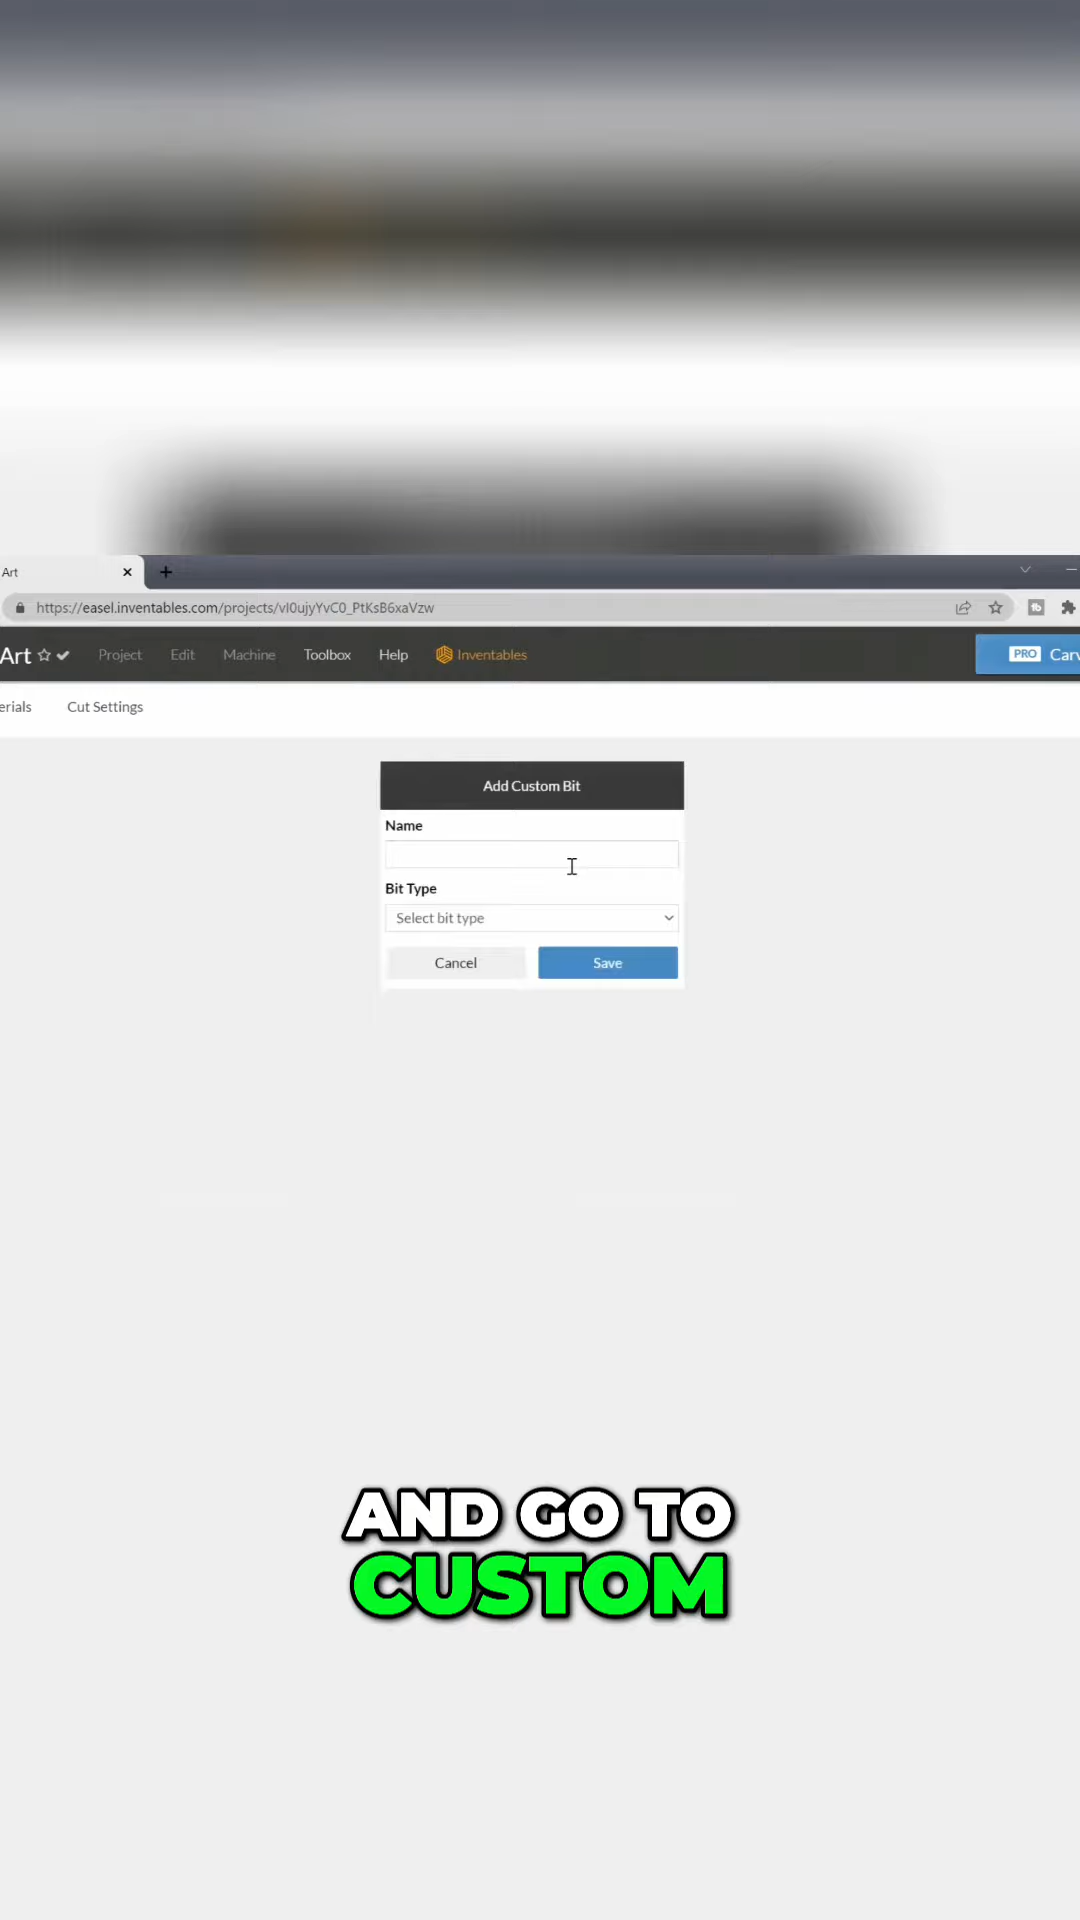 Art
https://easel.inventables.com/projects/vI0ujyYvC0_PtKsB6xaVzw
Art Project Edit Machine Toolbox Help Inventables PRO Carv
erials Cut Settings
Add Custom Bit
Name
Bit Type
Select bit type
Cancel Save
AND GO TO
CUSTOM